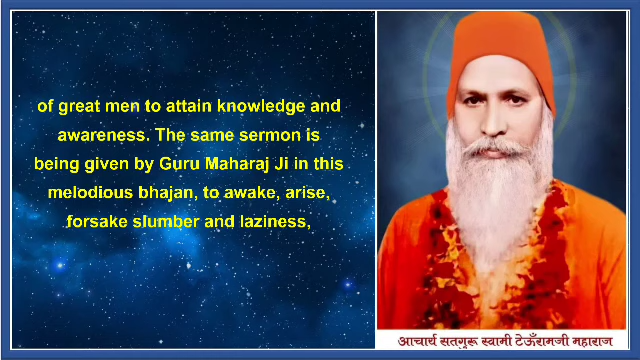 of great men to attain knowledge and
awareness. The same sermon is
being given by Guru Maharaj Ji in this
melodious bhajan, to awake, arise,
forsake slumber and laziness,
आचार्य सतगुरू स्वामी टेऊँरामजी महाराज